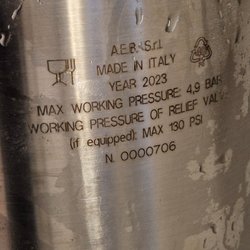 A.E.B. S.r.l.
MADE IN ITALY
YEAR 2023
MAX WORKING PRESSURE: 4,9 BAR
WORKING PRESSURE OF RELIEF VAL
(if equipped): MAX 130 PSI
N. 0000706